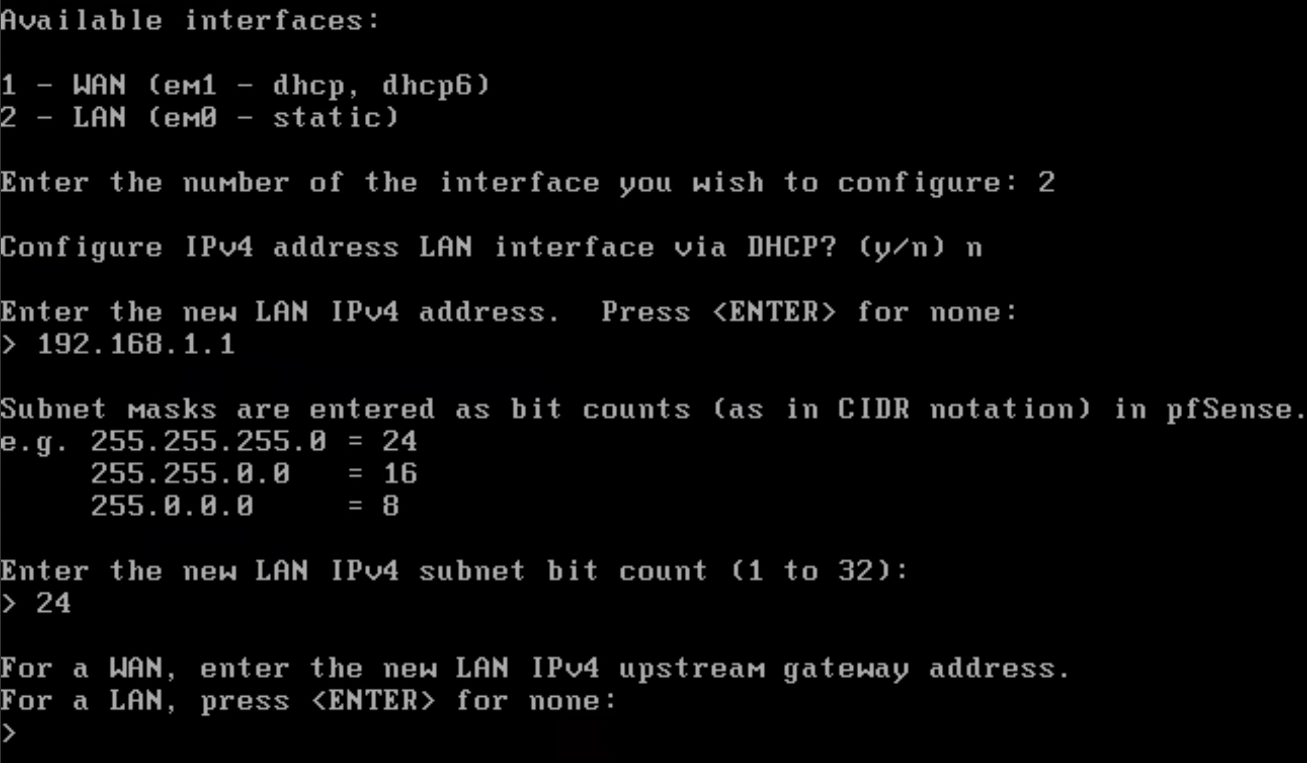 Available interfaces:
1 - WAN (em1 - dhcp, dhcp6)
2 - LAN (em0 - static)
Enter the number of the interface you wish to configure: 2
Configure IPv4 address LAN interface via DHCP? (y/n) n
Enter the new LAN IPv4 address.  Press <ENTER> for none:
> 192.168.1.1
Subnet masks are entered as bit counts (as in CIDR notation) in pfSense.
e.g. 255.255.255.0 = 24
     255.255.0.0   = 16
     255.0.0.0     = 8
Enter the new LAN IPv4 subnet bit count (1 to 32):
> 24
For a WAN, enter the new LAN IPv4 upstream gateway address.
For a LAN, press <ENTER> for none:
>